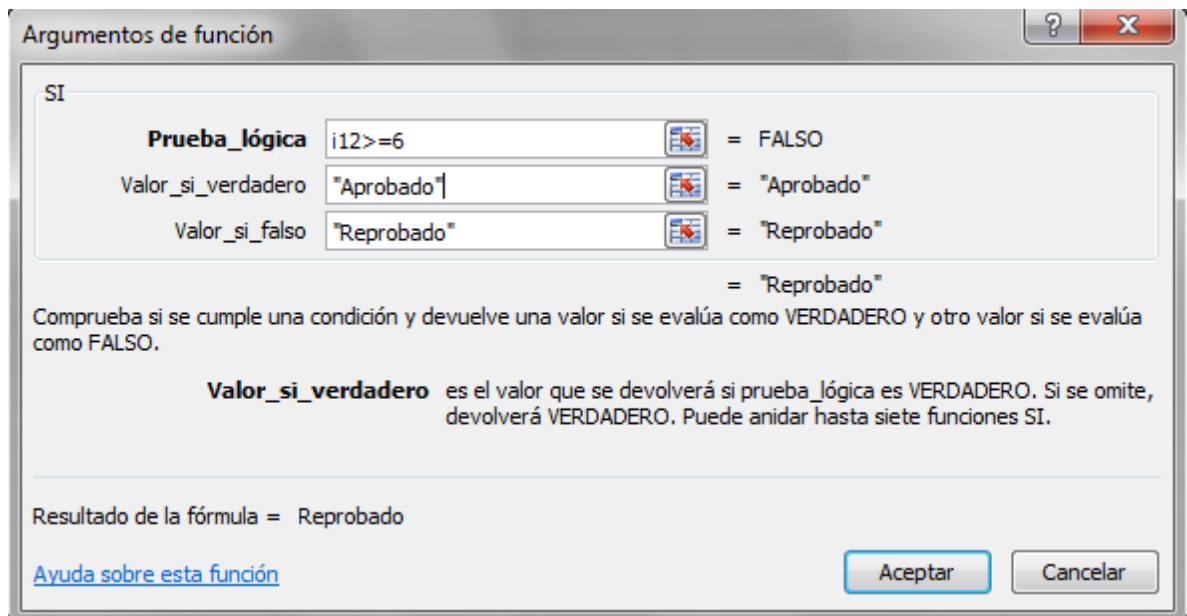 Argumentos de función
SI
Prueba_lógica i12>=6 = FALSO
Valor_si_verdadero "Aprobado" = "Aprobado"
Valor_si_falso "Reprobado" = "Reprobado"
= "Reprobado"
Comprueba si se cumple una condición y devuelve una valor si se evalúa como VERDADERO y otro valor si se evalúa
como FALSO.
Valor_si_verdadero es el valor que se devolverá si prueba_lógica es VERDADERO. Si se omite,
devolverá VERDADERO. Puede anidar hasta siete funciones SI.
Resultado de la fórmula = Reprobado
Ayuda sobre esta función
Aceptar
Cancelar